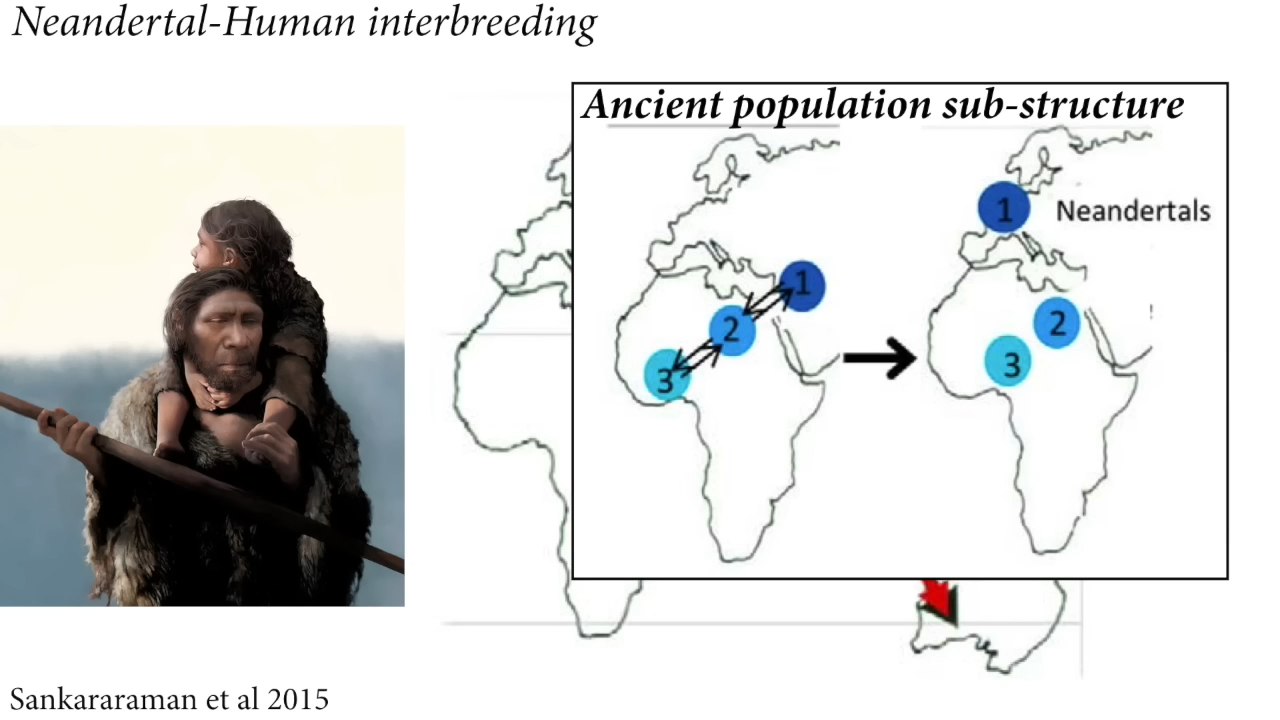 Neandertal-Human interbreeding
Ancient population sub-structure
1
2
3
1
Neandertals
2
3
Sankararaman et al 2015